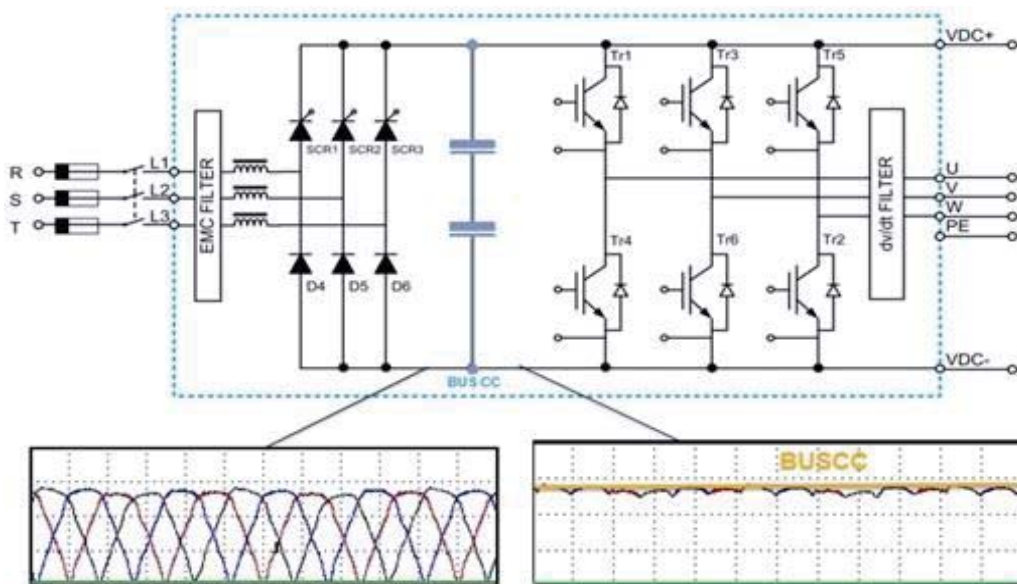 VDC+
Tr1
Tr3
Tr5
SCR1
SCR2
SCR3
R
L1
S
L2
T
L3
EMC FILTER
dv/dt FILTER
U
V
W
PE
Tr4
Tr6
Tr2
D4
D5
D6
VDC-
BUS CC
BUSCC